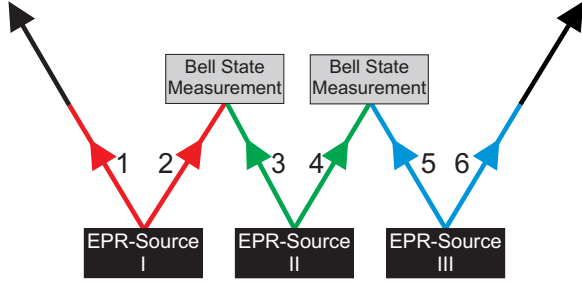 Bell State
Measurement
Bell State
Measurement
1
2
3
4
5
6
EPR-Source
I
EPR-Source
II
EPR-Source
III